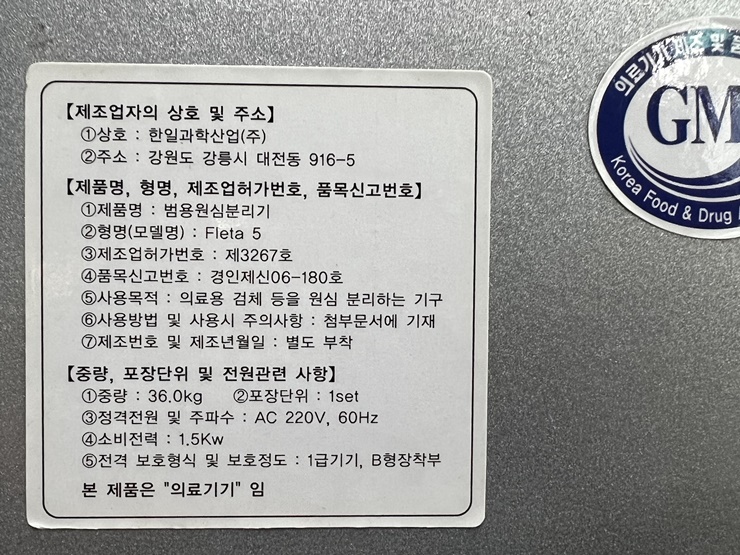 【제조업자의 상호 및 주소】
①상호 : 한일과학산업(주)
②주소 : 강원도 강릉시 대전동 916-5
【제품명, 형명, 제조업허가번호, 품목신고번호】
①제품명 : 범용원심분리기
②형명(모델명) : Fleta 5
③제조업허가번호 : 제3267호
④품목신고번호 : 경인제신06-180호
⑤사용목적 : 의료용 검체 등을 원심 분리하는 기구
⑥사용방법 및 사용시 주의사항 : 첨부문서에 기재
⑦제조번호 및 제조년월일 : 별도 부착
【중량, 포장단위 및 전원관련 사항】
①중량 : 36.0kg ②포장단위 : 1set
③정격전원 및 주파수 : AC 220V, 60Hz
④소비전력 : 1.5Kw
⑤전격 보호형식 및 보호정도 : 1급기기, B형장착부
본 제품은 "의료기기" 임
의료기기 제조 및 품
GM
Korea Food & Drug